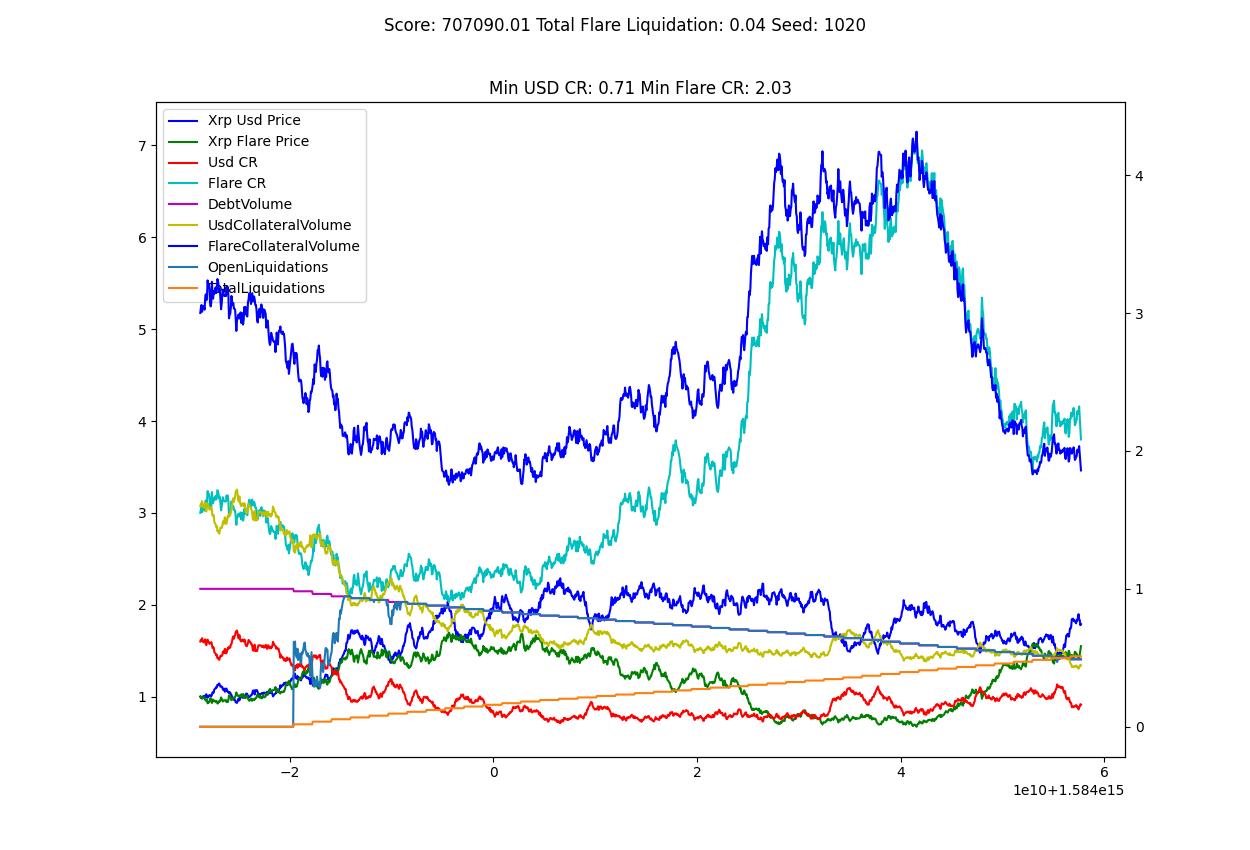 Score: 707090.01 Total Flare Liquidation: 0.04 Seed: 1020
Min USD CR: 0.71 Min Flare CR: 2.03
Xrp Usd Price
Xrp Flare Price
Usd CR
Flare CR
DebtVolume
UsdCollateralVolume
FlareCollateralVolume
OpenLiquidations
TotalLiquidations
7
6
5
4
3
2
1
4
3
2
1
0
−2
0
2
4
6
1e10+1.584e15